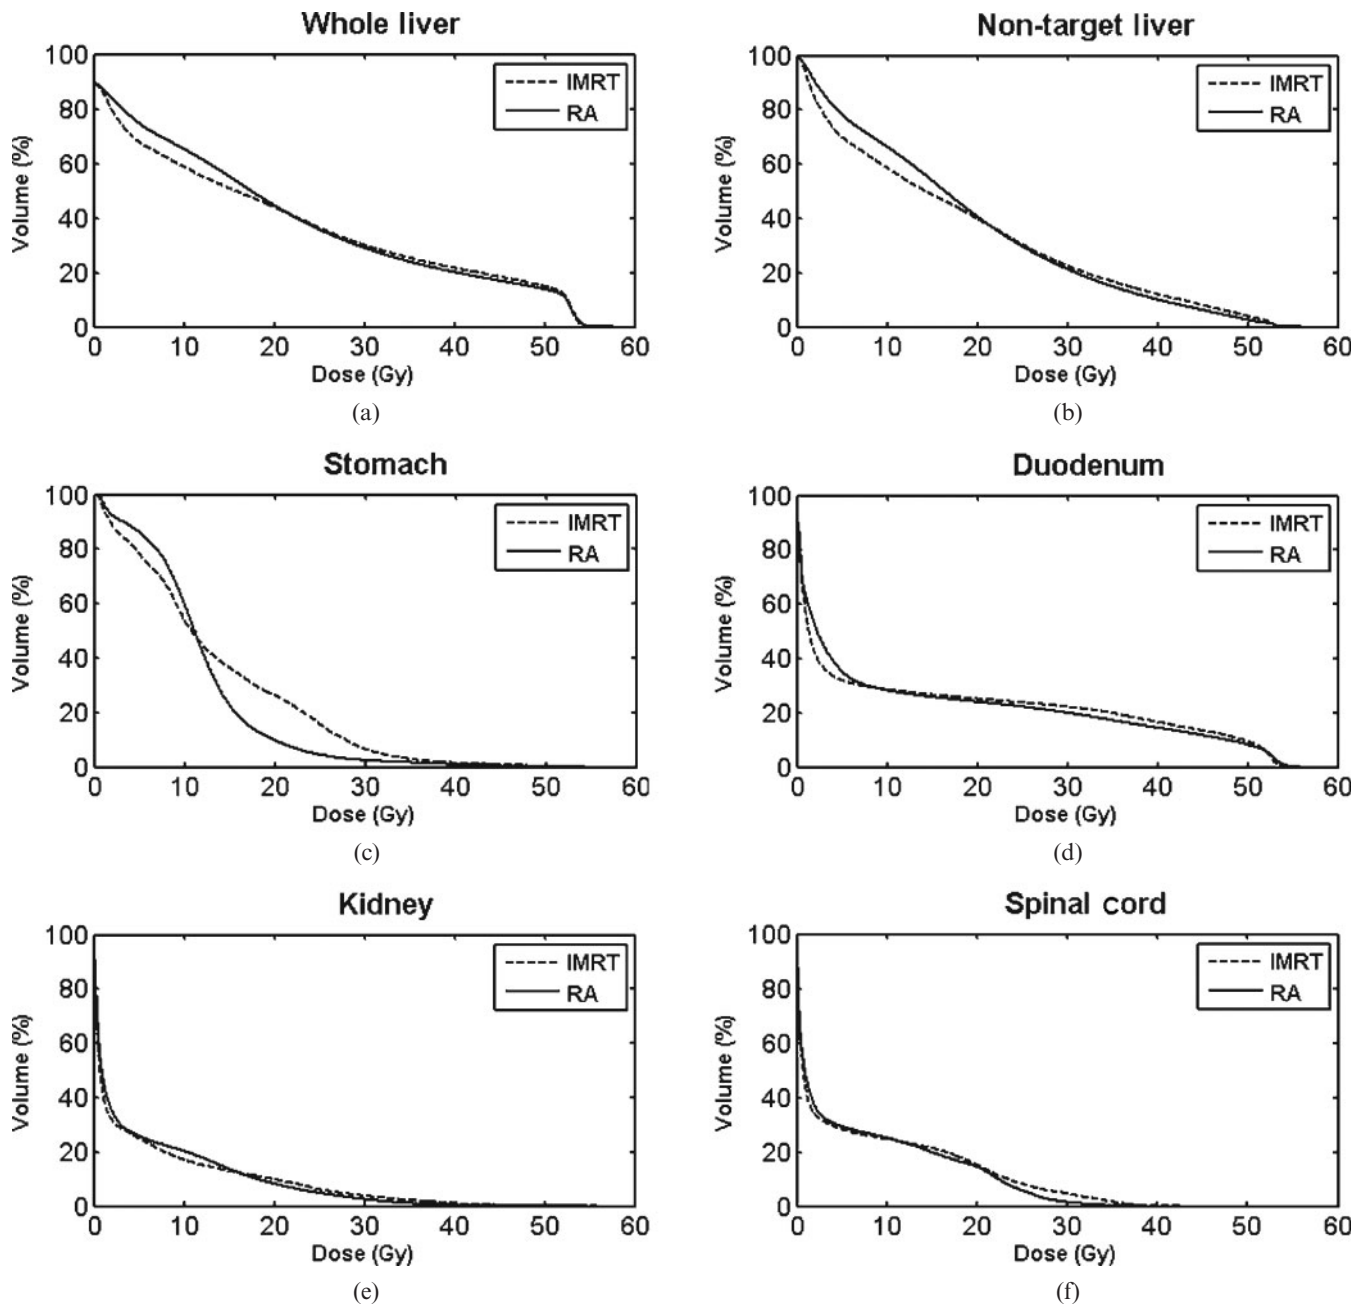 Whole liver
100
80
60
40
20
0
Volume (%)
IMRT
RA
0 10 20 30 40 50 60
Dose (Gy)
(a)
Non-target liver
100
80
60
40
20
0
Volume (%)
IMRT
RA
0 10 20 30 40 50 60
Dose (Gy)
(b)
Stomach
100
80
60
40
20
0
Volume (%)
IMRT
RA
0 10 20 30 40 50 60
Dose (Gy)
(c)
Duodenum
100
80
60
40
20
0
Volume (%)
IMRT
RA
0 10 20 30 40 50 60
Dose (Gy)
(d)
Kidney
100
80
60
40
20
0
Volume (%)
IMRT
RA
0 10 20 30 40 50 60
Dose (Gy)
(e)
Spinal cord
100
80
60
40
20
0
Volume (%)
IMRT
RA
0 10 20 30 40 50 60
Dose (Gy)
(f)